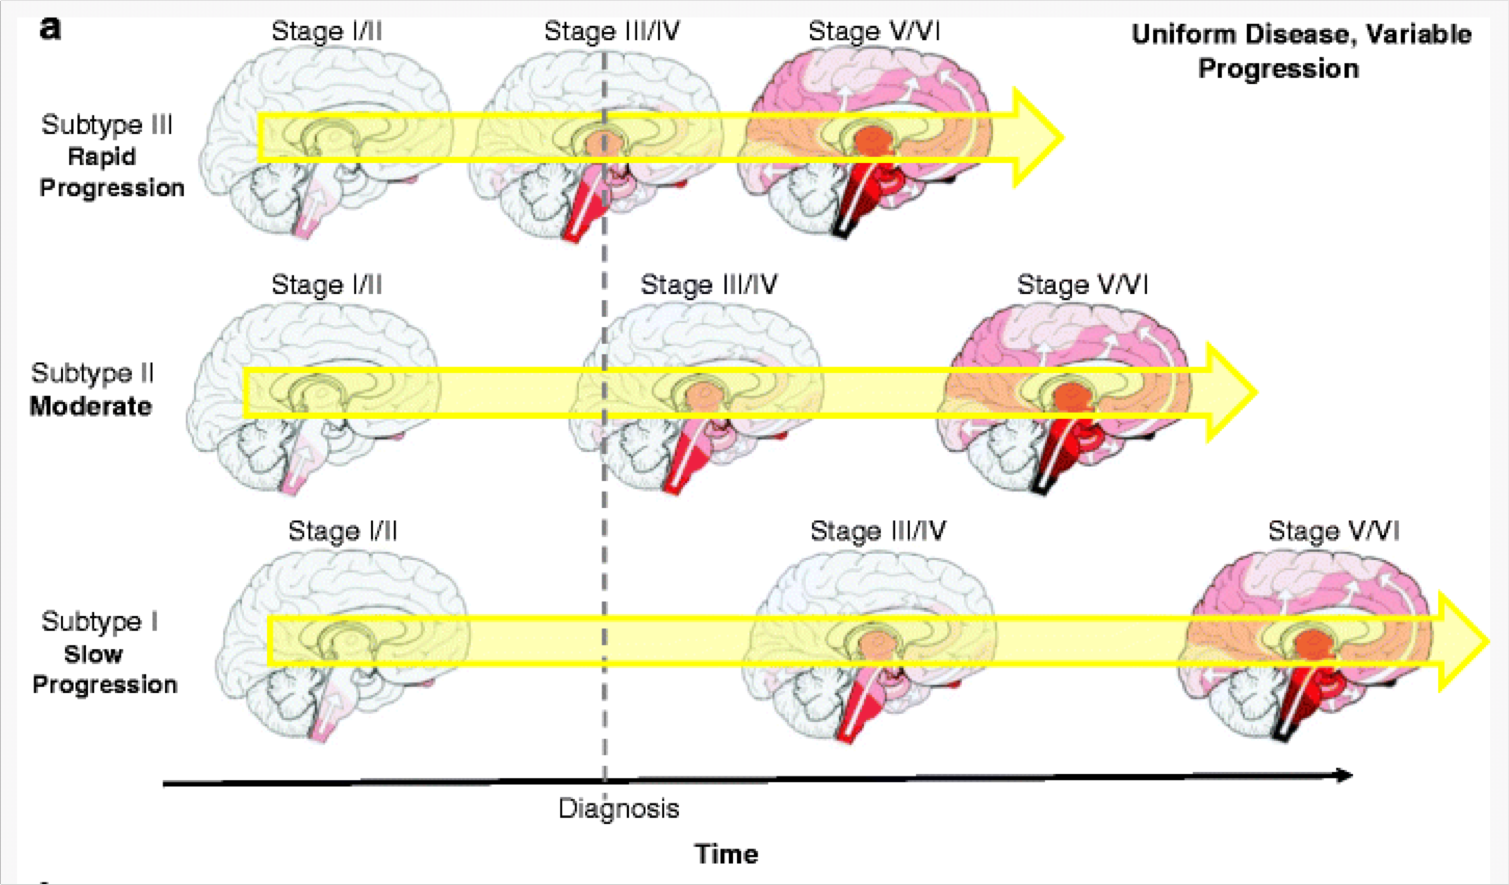 a
Stage I/II
Stage III/IV
Stage V/VI
Uniform Disease, Variable
Progression
Subtype III
Rapid
Progression
Stage I/II
Stage III/IV
Stage V/VI
Subtype II
Moderate
Stage I/II
Stage III/IV
Stage V/VI
Subtype I
Slow
Progression
Diagnosis
Time